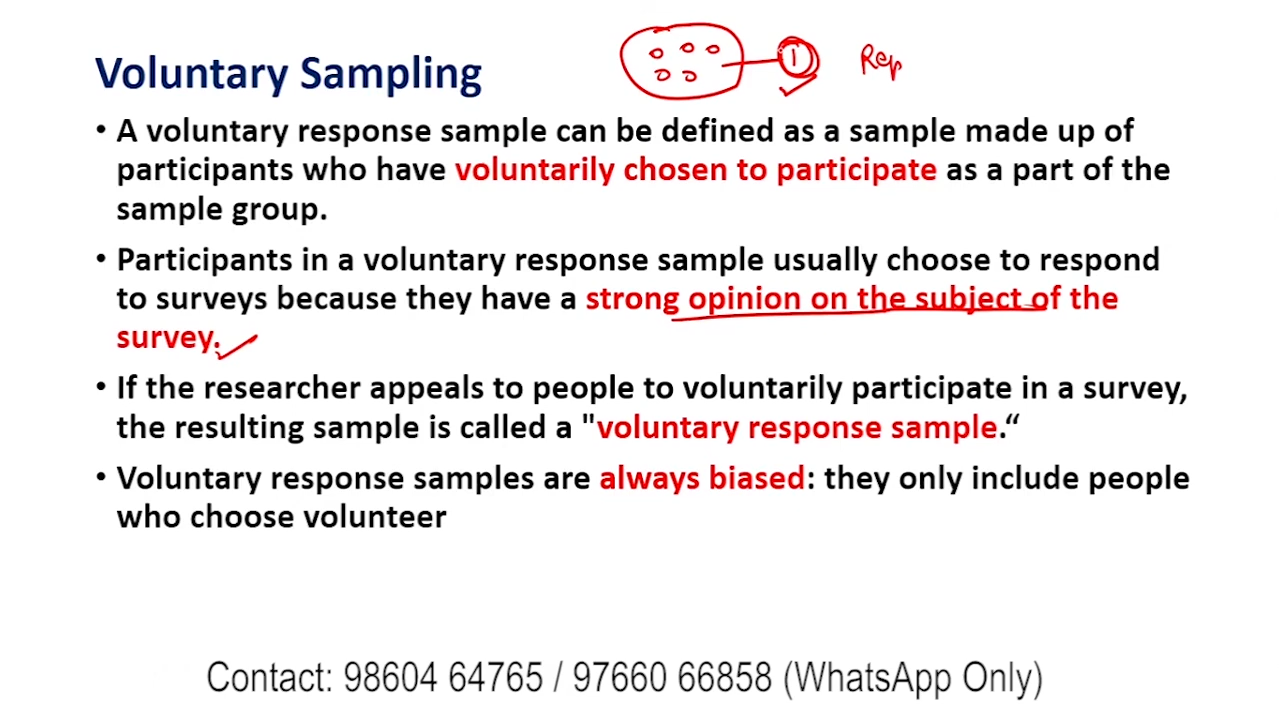 Voluntary Sampling
1 Rep
• A voluntary response sample can be defined as a sample made up of
participants who have voluntarily chosen to participate as a part of the
sample group.
• Participants in a voluntary response sample usually choose to respond
to surveys because they have a strong opinion on the subject of the
survey.
• If the researcher appeals to people to voluntarily participate in a survey,
the resulting sample is called a "voluntary response sample.“
• Voluntary response samples are always biased: they only include people
who choose volunteer
Contact: 98604 64765 / 97660 66858 (WhatsApp Only)